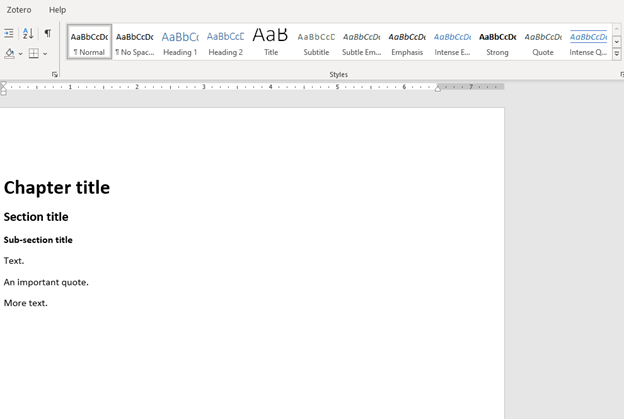 Zotero Help
AaBbCcDc AaBbCcDc AaBbCc AaBbCcD AaB AaBbCcD AaBbCcDc AaBbCcDc AaBbCcDc AaBbCcDc AaBbCcDc AaBbCcDc
¶ Normal ¶ No Spac... Heading 1 Heading 2 Title Subtitle Subtle Em... Emphasis Intense E... Strong Quote Intense Q...
Styles
1 2 3 4 5 6 7
Chapter title
Section title
Sub-section title
Text.
An important quote.
More text.